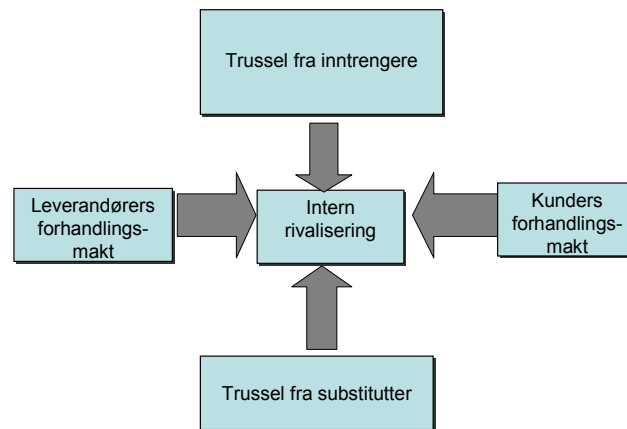 Trussel fra inntrengere
Leverandørers
forhandlings-
makt
Intern
rivalisering
Kunders
forhandlings-
makt
Trussel fra substitutter